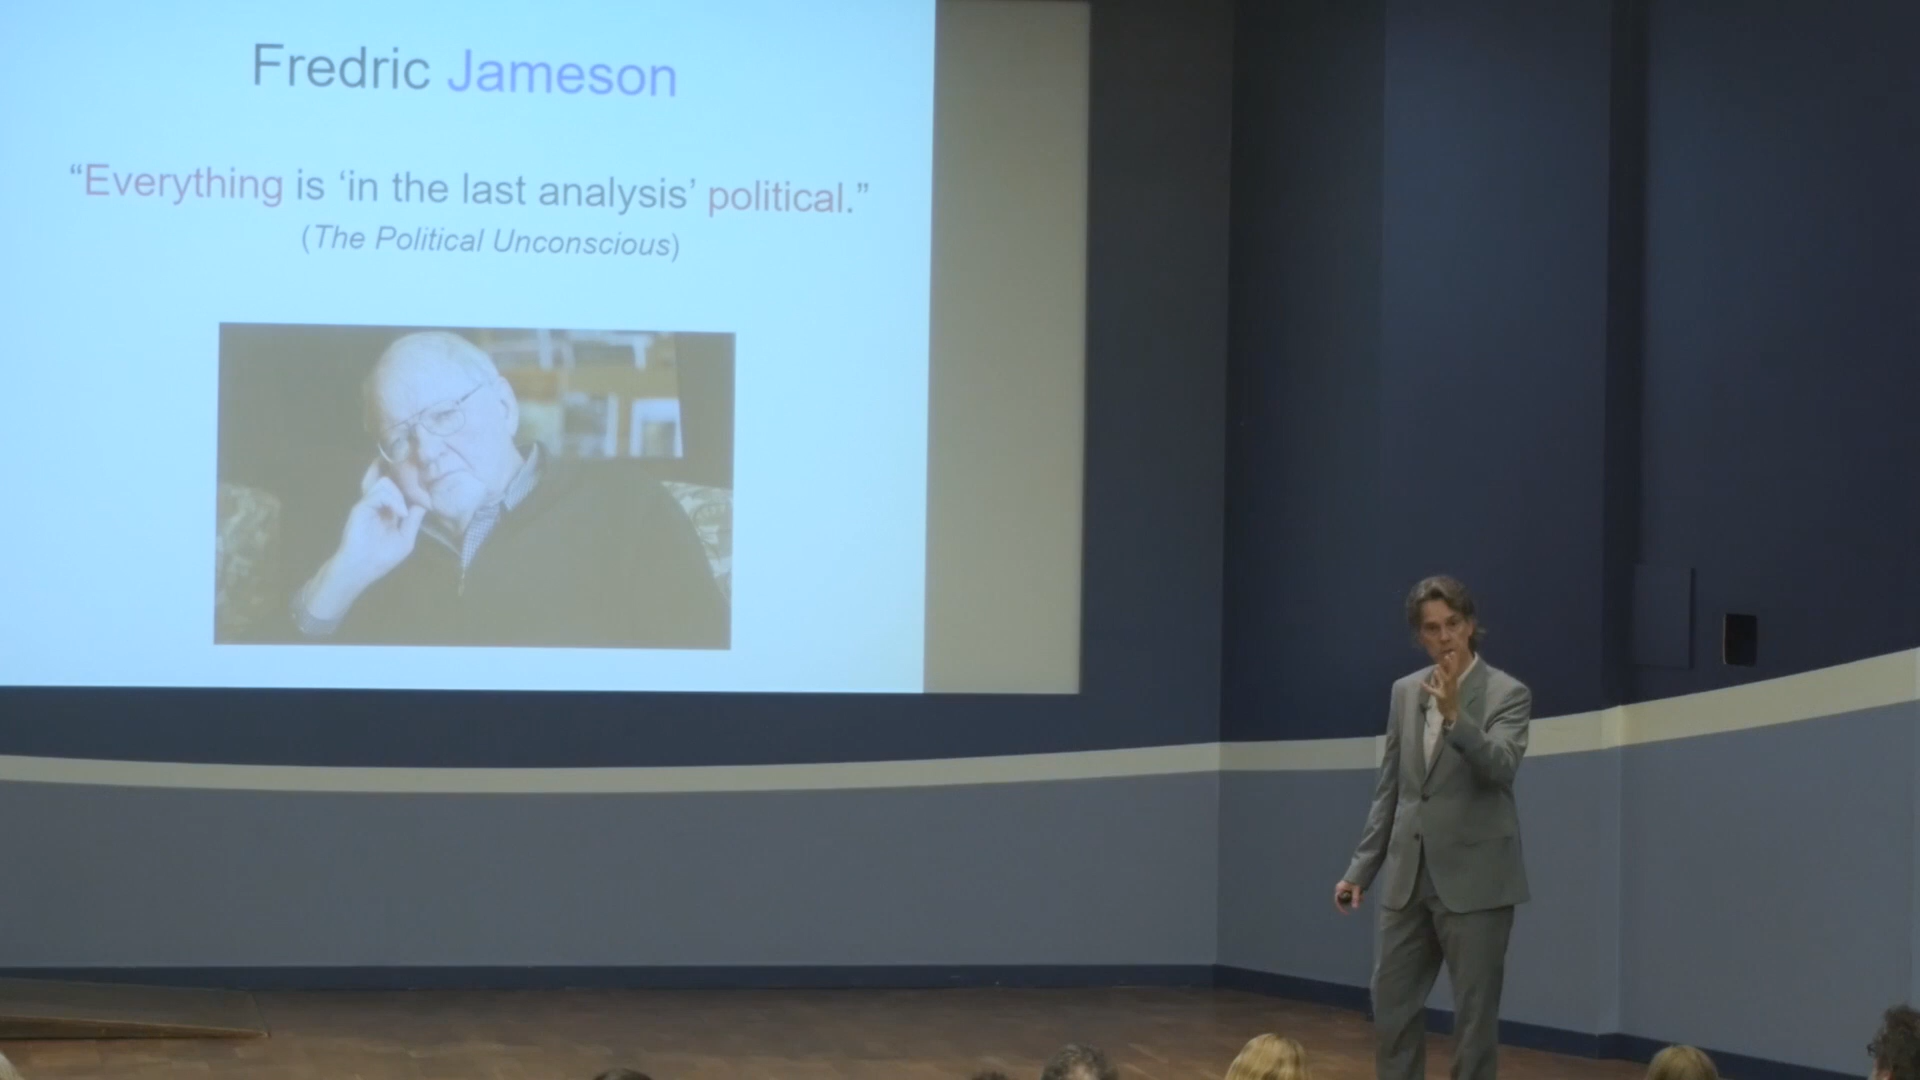 Fredric Jameson
“Everything is ‘in the last analysis’ political.”
(The Political Unconscious)